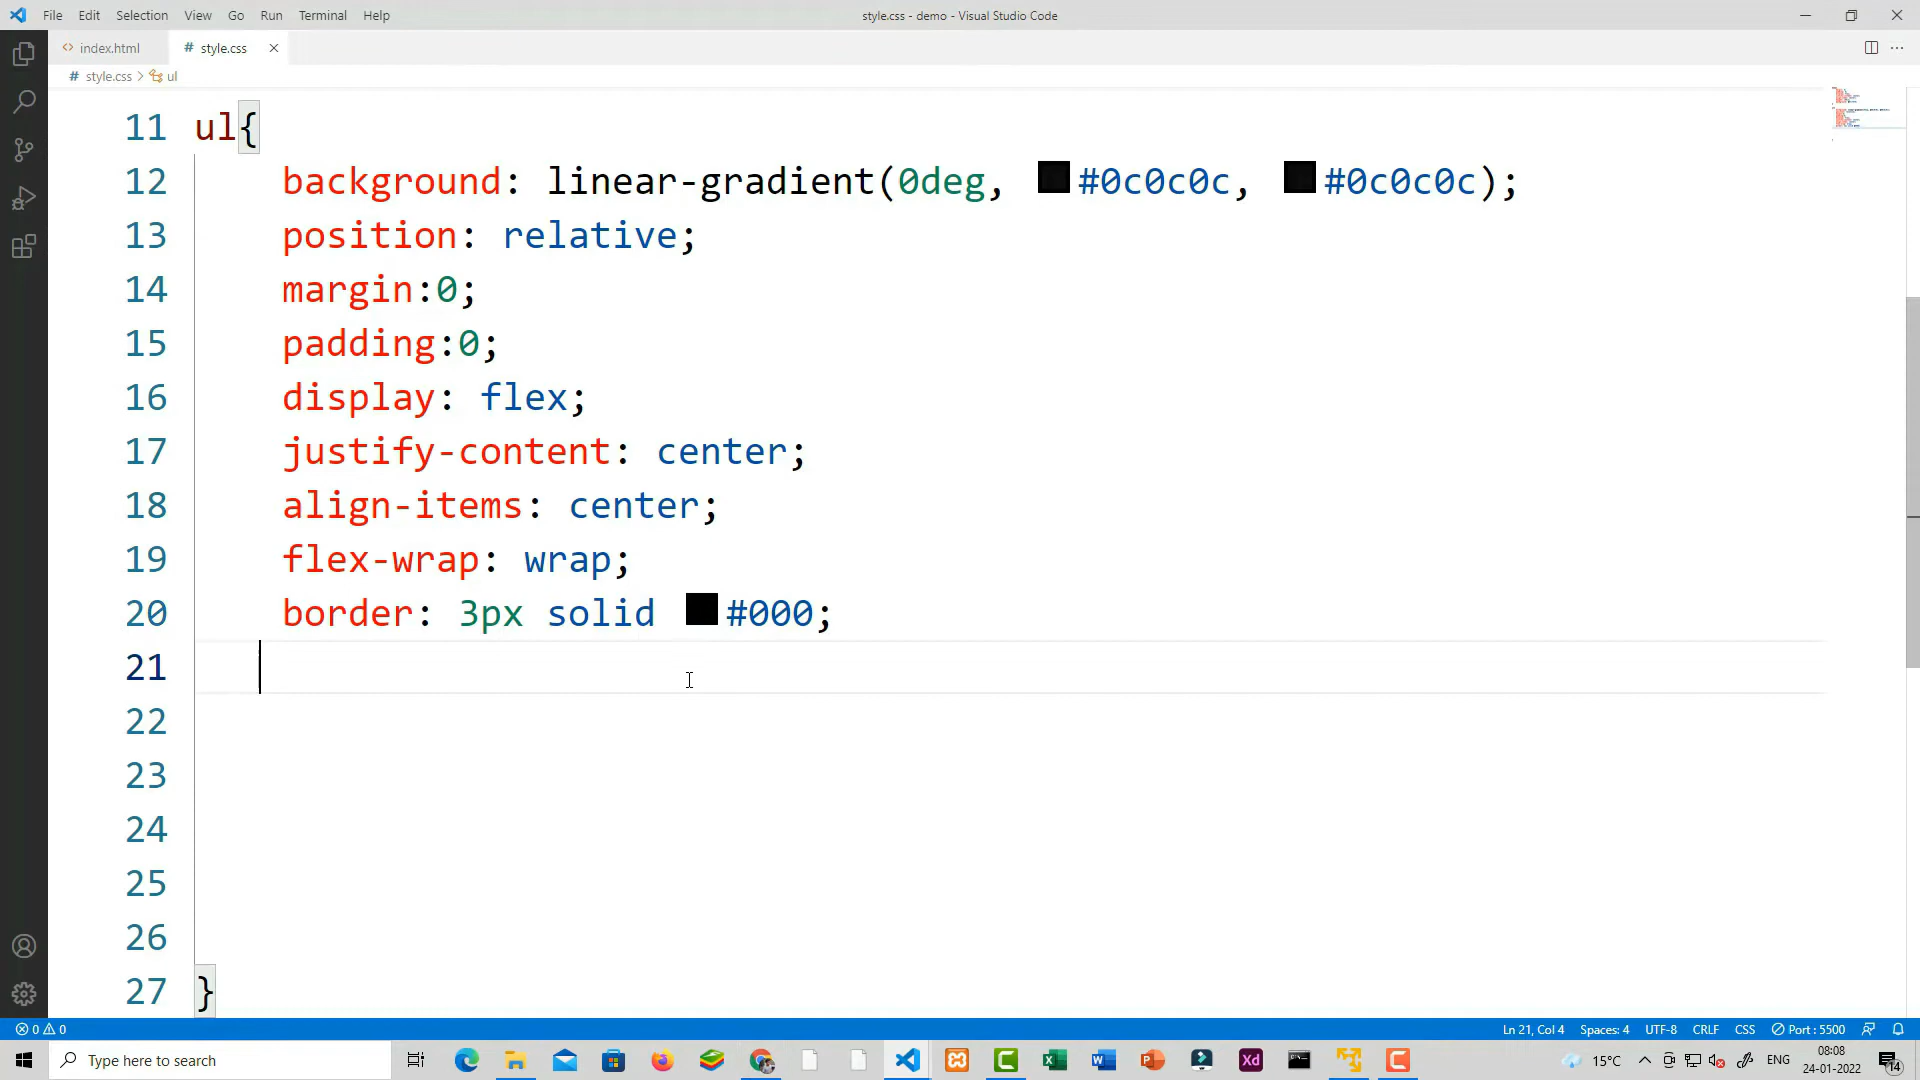 File Edit Selection View Go Run Terminal Help style.css - demo - Visual Studio Code
index.html style.css
style.css > ul
11 ul{
12 background: linear-gradient(0deg, #0c0c0c, #0c0c0c);
13 position: relative;
14 margin:0;
15 padding:0;
16 display: flex;
17 justify-content: center;
18 align-items: center;
19 flex-wrap: wrap;
20 border: 3px solid #000;
21
22
23
24
25
26
27 }
0 0 Ln 21, Col 4 Spaces: 4 UTF-8 CRLF CSS Port : 5500
Type here to search Xd 15°C ENG 08:08
24-01-2022 14